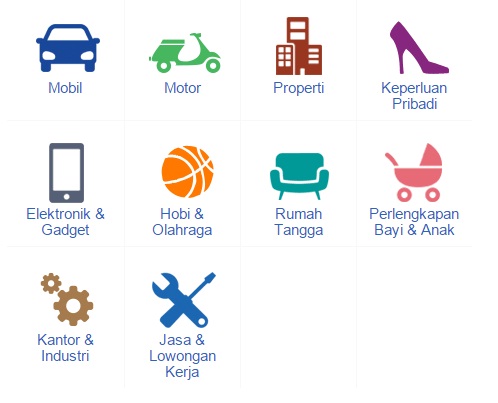 Mobil
Motor
Properti
Keperluan
Pribadi
Elektronik &
Gadget
Hobi &
Olahraga
Rumah
Tangga
Perlengkapan
Bayi & Anak
Kantor &
Industri
Jasa &
Lowongan
Kerja